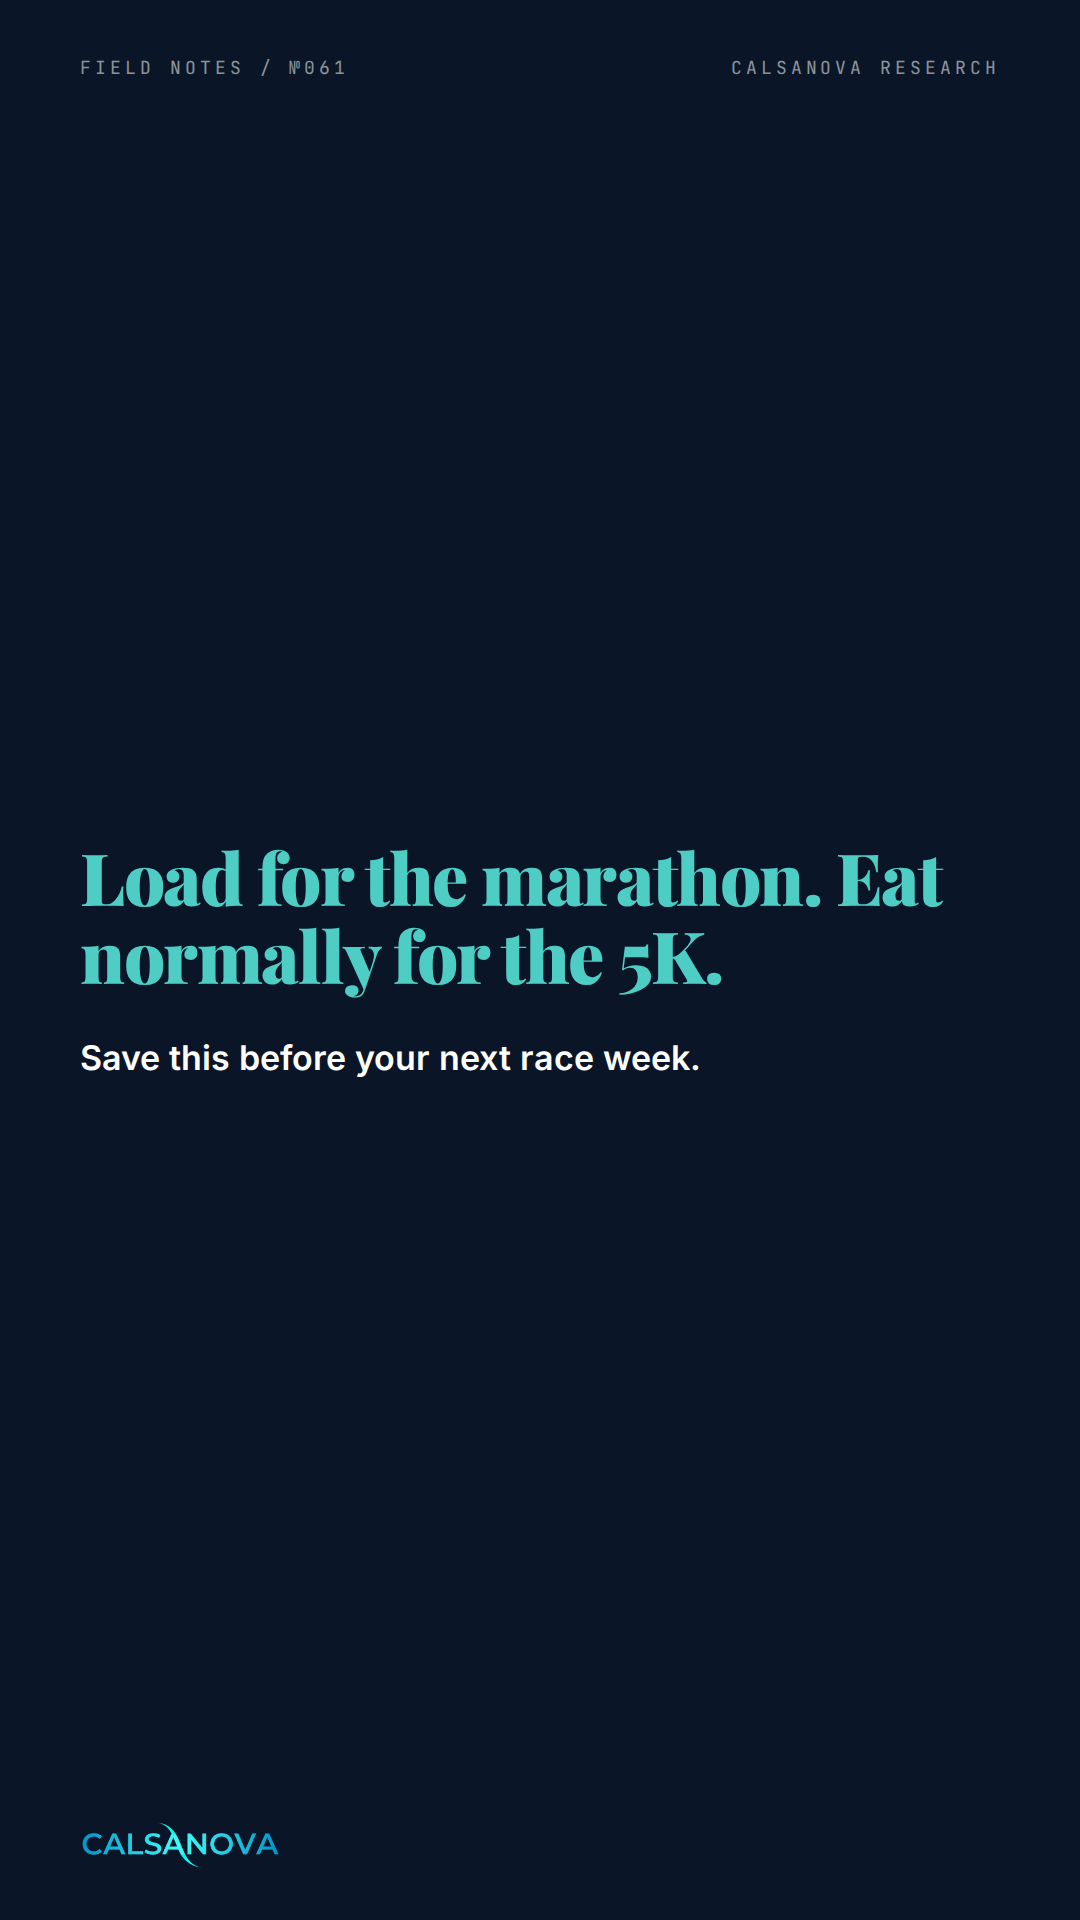 FIELD NOTES / №061
CALSANOVA RESEARCH
Load for the marathon. Eat
normally for the 5K.
Save this before your next race week.
CALSANOVA